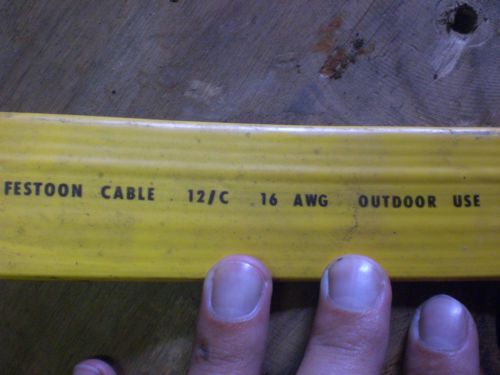 FESTOON CABLE 12/C 16 AWG OUTDOOR USE